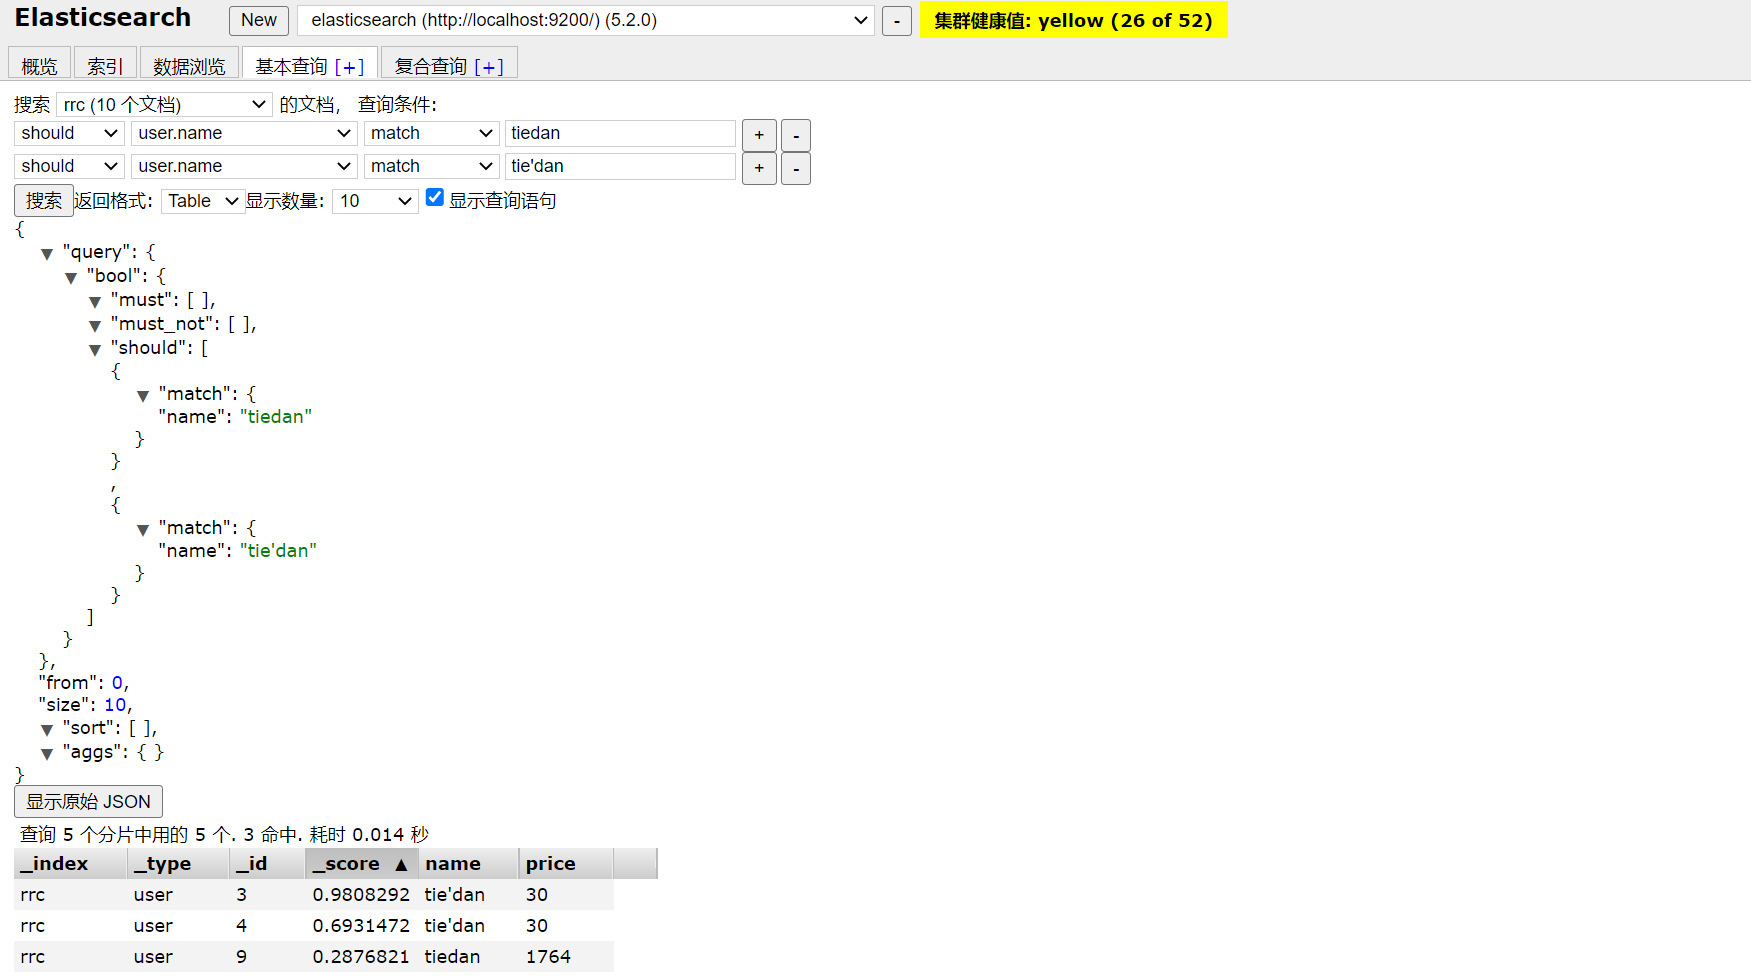 Elasticsearch New elasticsearch (http://localhost:9200/) (5.2.0) - 集群健康值: yellow (26 of 52)
概览 索引 数据浏览 基本查询 [+] 复合查询 [+]
搜索 rrc (10 个文档) 的文档， 查询条件:
should user.name match tiedan + -
should user.name match tie'dan + -
搜索 返回格式: Table 显示数量: 10 显示查询语句
{
▼ "query": {
▼ "bool": {
▼ "must": [ ],
▼ "must_not": [ ],
▼ "should": [
{
▼ "match": {
"name": "tiedan"
}
}
,
{
▼ "match": {
"name": "tie'dan"
}
}
]
}
},
"from": 0,
"size": 10,
▼ "sort": [ ],
▼ "aggs": { }
}
显示原始 JSON
查询 5 个分片中用的 5 个. 3 命中. 耗时 0.014 秒
_index _type _id _score ▲ name price
rrc user 3 0.9808292 tie'dan 30
rrc user 4 0.6931472 tie'dan 30
rrc user 9 0.2876821 tiedan 1764